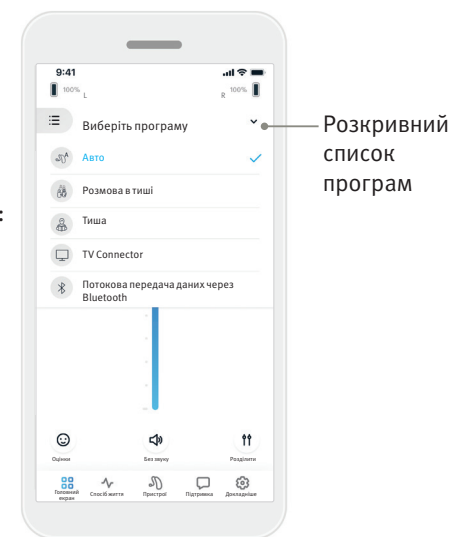 9:41
100% L
R 100%
Виберіть програму
Розкривний
список
програм
Авто
Розмова в тиші
:
Тиша
TV Connector
Потокова передача даних через
Bluetooth
Оцінки
Без звуку
Розділити
Головний
екран
Спосіб життя
Пристрої
Підтримка
Докладніше